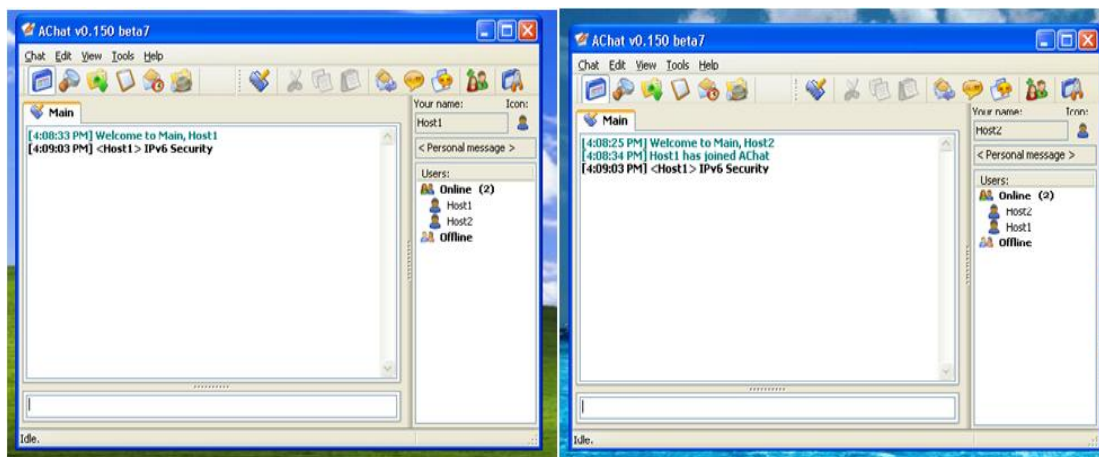 AChat v0.150 beta7
Chat Edit View Tools Help
Main
[4:08:33 PM] Welcome to Main, Host1
[4:09:03 PM] <Host1> IPv6 Security
Your name: Icon:
Host1
< Personal message >
Users:
Online (2)
Host1
Host2
Offline
Idle.
AChat v0.150 beta7
Chat Edit View Tools Help
Main
[4:08:25 PM] Welcome to Main, Host2
[4:08:34 PM] Host1 has joined AChat
[4:09:03 PM] <Host1> IPv6 Security
Your name: Icon:
Host2
< Personal message >
Users:
Online (2)
Host2
Host1
Offline
Idle.